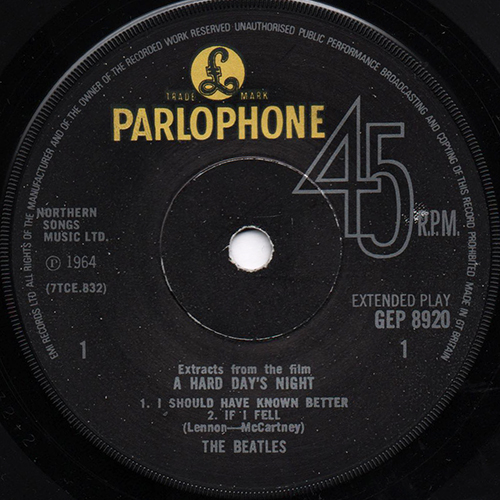 EMI RECORDS LTD ALL RIGHTS OF THE MANUFACTURER AND OF THE OWNER OF THE RECORDED WORK RESERVED UNAUTHORISED PUBLIC PERFORMANCE BROADCASTING AND COPYING OF THIS RECORD PROHIBITED MADE IN GT BRITAIN
£
TRADE MARK
PARLOPHONE
45
R.P.M.
NORTHERN
SONGS
MUSIC LTD.
℗ 1964
(7TCE.832)
EXTENDED PLAY
GEP 8920
1
1
Extracts from the film
A HARD DAY'S NIGHT
1. I SHOULD HAVE KNOWN BETTER
2. IF I FELL
(Lennon—McCartney)
THE BEATLES